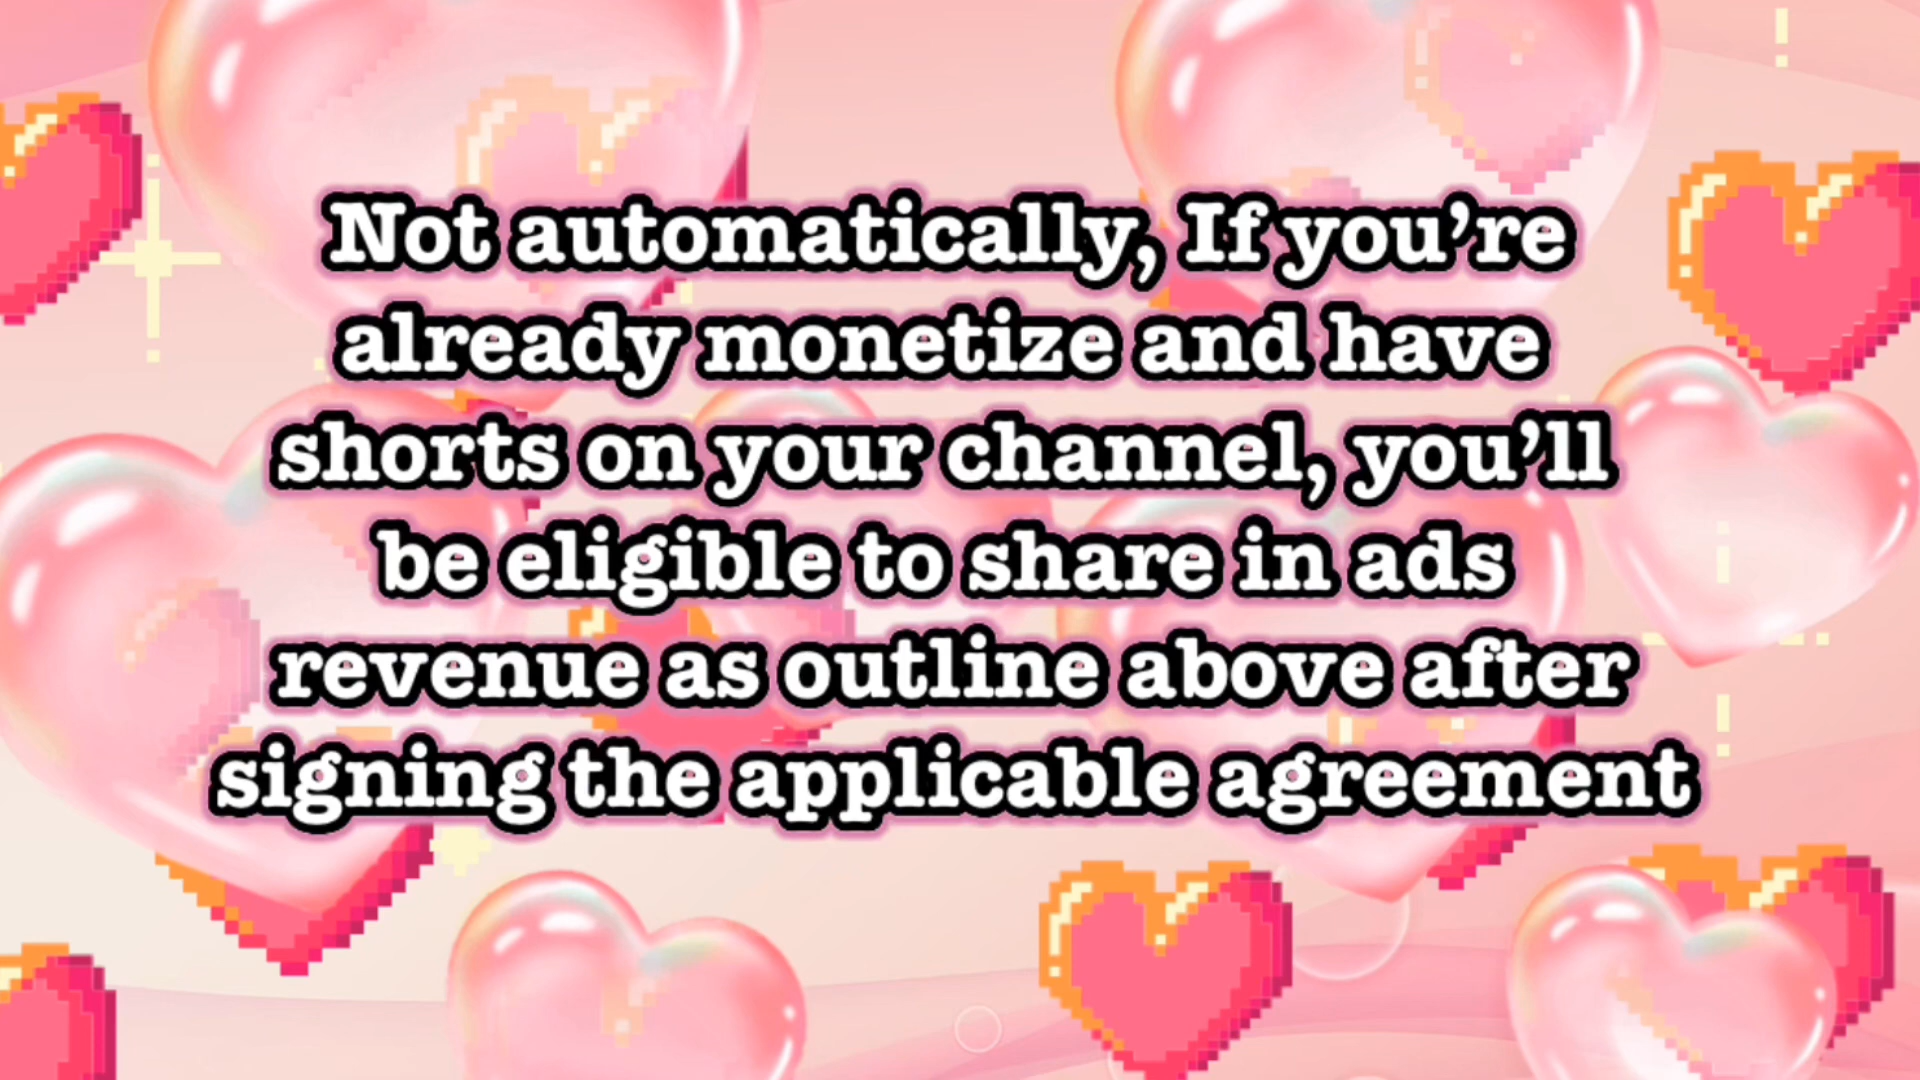 Not automatically, If you’re
already monetize and have
shorts on your channel, you’ll
be eligible to share in ads
revenue as outline above after
signing the applicable agreement